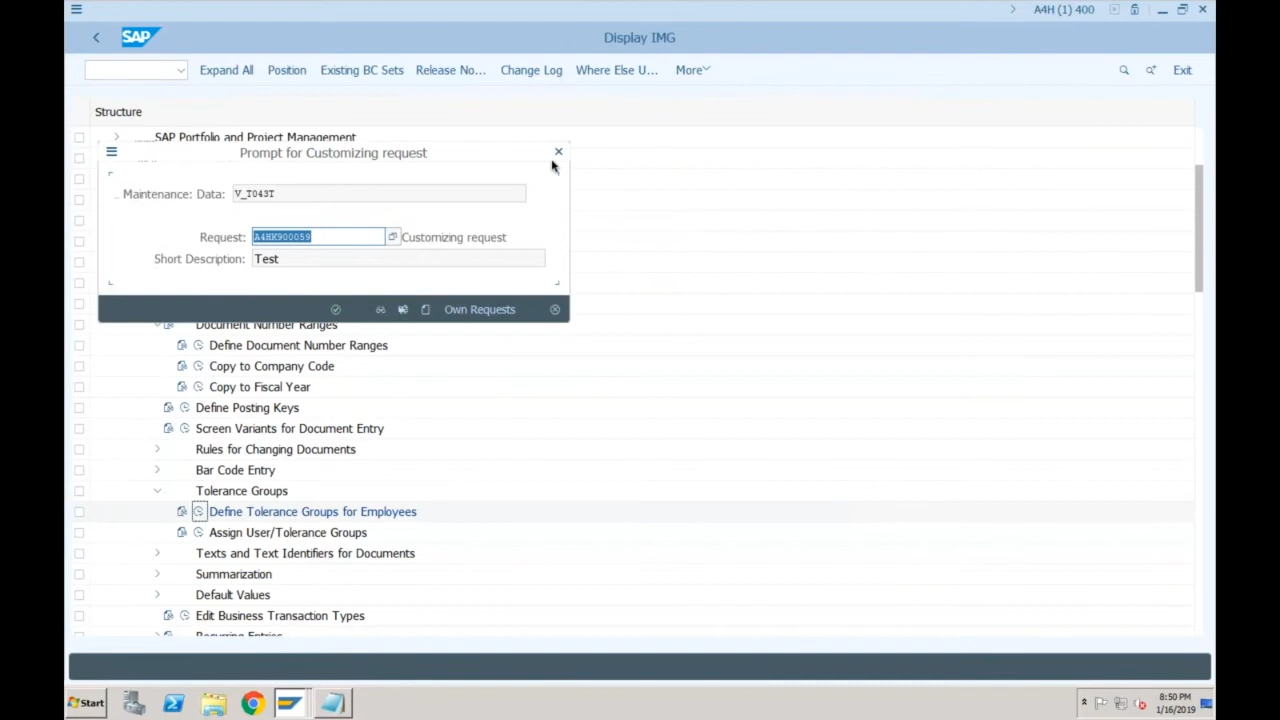 A4H (1) 400
SAP
Display IMG
Expand All Position Existing BC Sets Release No... Change Log Where Else U... More Exit
Structure
SAP Portfolio and Project Management
Prompt for Customizing request
Maintenance: Data: V_T043T
Request: A4HK900059 Customizing request
Short Description: Test
Own Requests
Document Number Ranges
Define Document Number Ranges
Copy to Company Code
Copy to Fiscal Year
Define Posting Keys
Screen Variants for Document Entry
Rules for Changing Documents
Bar Code Entry
Tolerance Groups
Define Tolerance Groups for Employees
Assign User/Tolerance Groups
Texts and Text Identifiers for Documents
Summarization
Default Values
Edit Business Transaction Types
Recurring Entries
Start
8:50 PM
1/16/2019